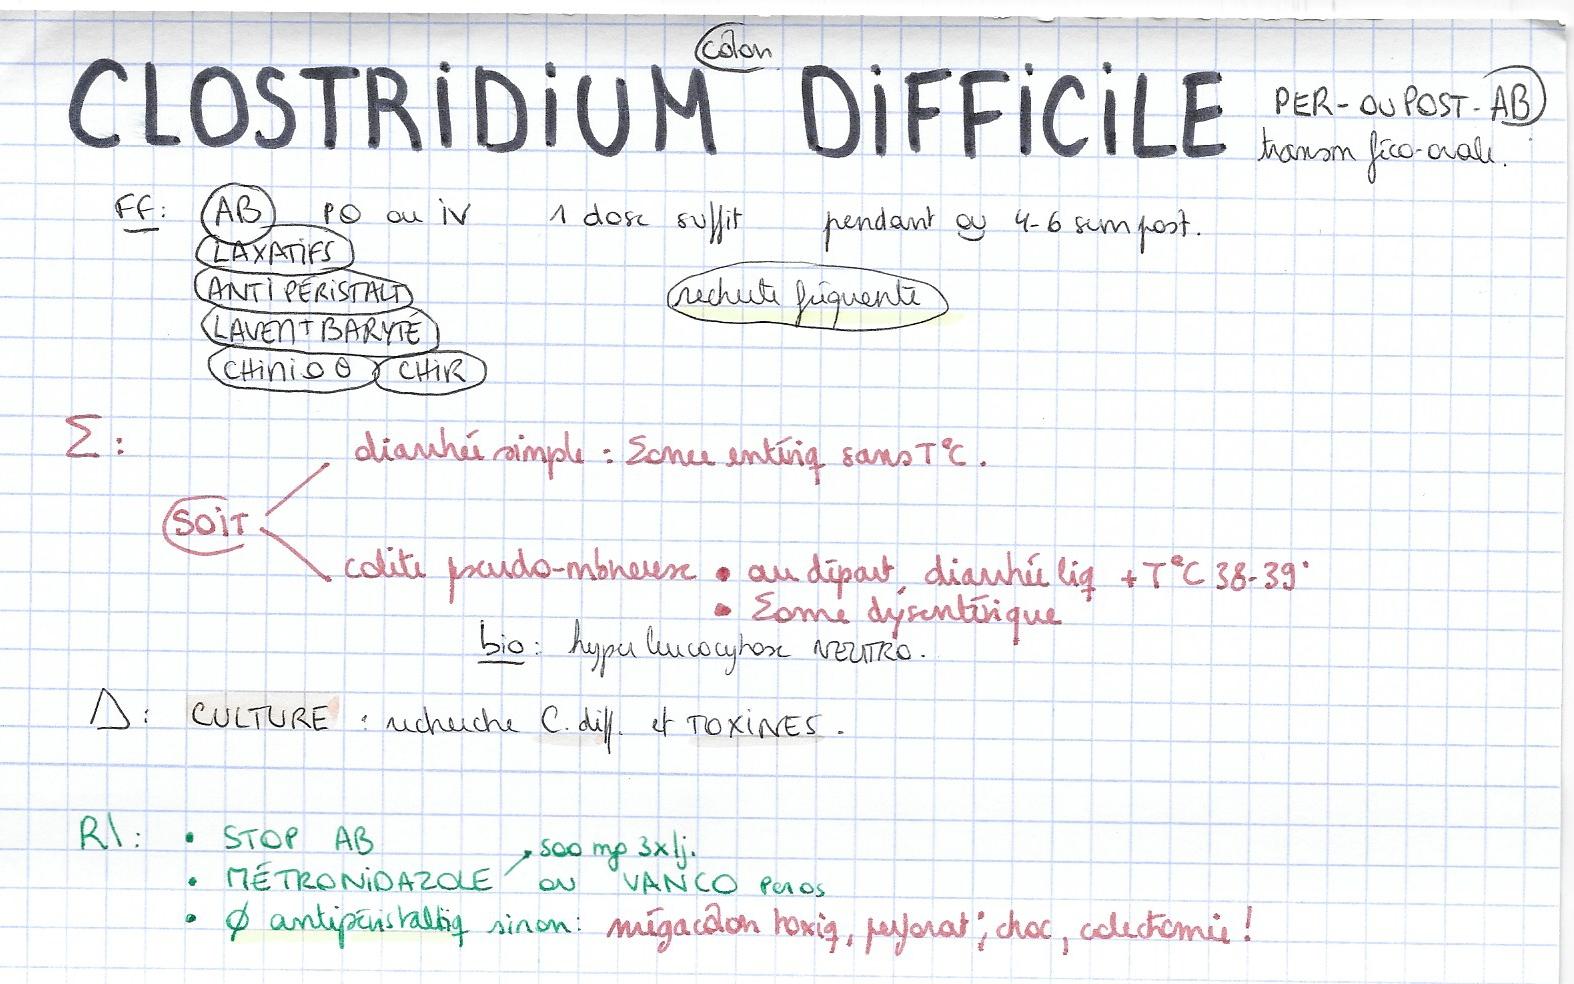 côlon
CLOSTRiDiUM DiFFiCiLE
PER- OU POST- AB
transm féco-orale.
FF: AB PO ou iV 1 dose suffit pendant ou 4-6 sem post.
LAXATiFS
ANTi PÉRiSTALT
rechute fréquente
LAVEMT BARYTÉ
CHiMiO θ CHiR
Σ:
diarrhée simple : Σome entériq sans T°C.
SOiT
colite pseudo-mbneuse • au départ, diarrhée liq + T°C 38-39°
• Σome dysentérique
bio: hyperleucocytose NEUTRO.
Δ: CULTURE : recherche C. diff. et TOXiNES.
R\: • STOP AB
500 mg 3x/j.
• MÉTRONiDAZOLE ou VANCO per os
• ∅ antipéristaltiq sinon: mégacôlon toxiq, perforat°, choc, colectomie !